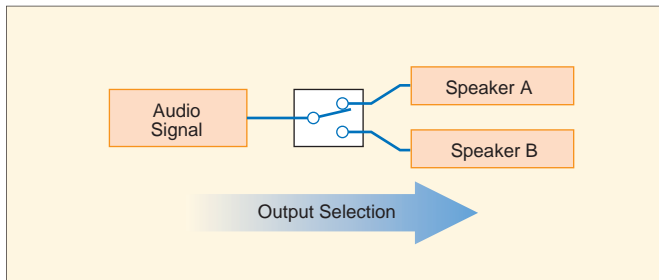 Audio
Signal
Speaker A
Speaker B
Output Selection